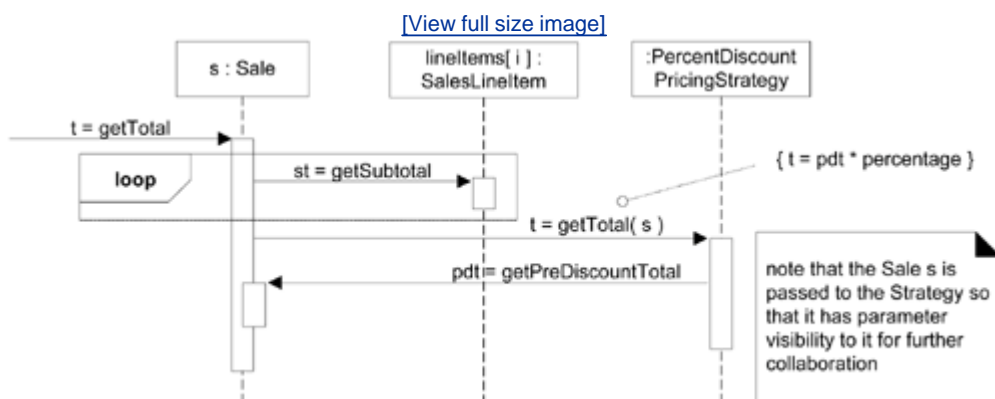 [View full size image]
s : Sale
lineItems[ i ] :
SalesLineItem
:PercentDiscount
PricingStrategy
t = getTotal
loop
st = getSubtotal
{ t = pdt * percentage }
t = getTotal( s )
pdt = getPreDiscountTotal
note that the Sale s is
passed to the Strategy so
that it has parameter
visibility to it for further
collaboration